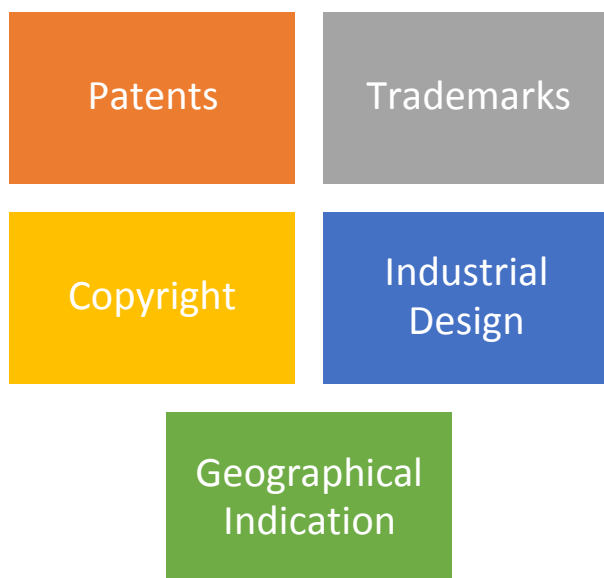 Patents
Trademarks
Copyright
Industrial
Design
Geographical
Indication